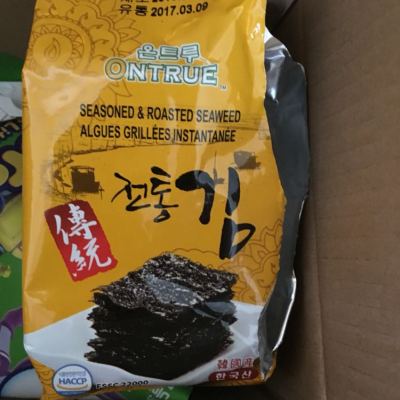 유통 2017.03.09
온트루
ONTRUE
SEASONED & ROASTED SEAWEED
ALGUES GRILLÉES INSTANTANÉE
전통 김
傳統
한국산
HACCP